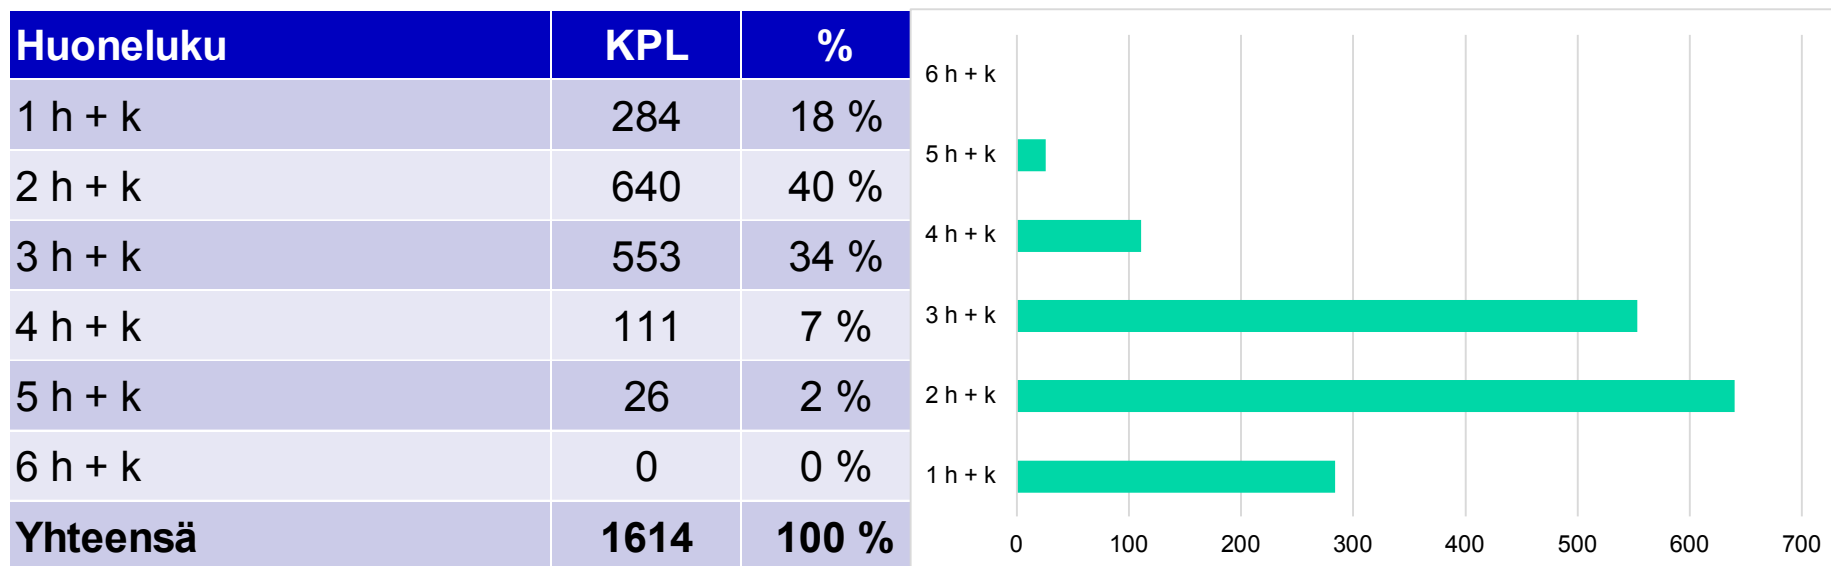 Huoneluku KPL %
1 h + k 284 18 %
2 h + k 640 40 %
3 h + k 553 34 %
4 h + k 111 7 %
5 h + k 26 2 %
6 h + k 0 0 %
Yhteensä 1614 100 %
6 h + k
5 h + k
4 h + k
3 h + k
2 h + k
1 h + k
0 100 200 300 400 500 600 700